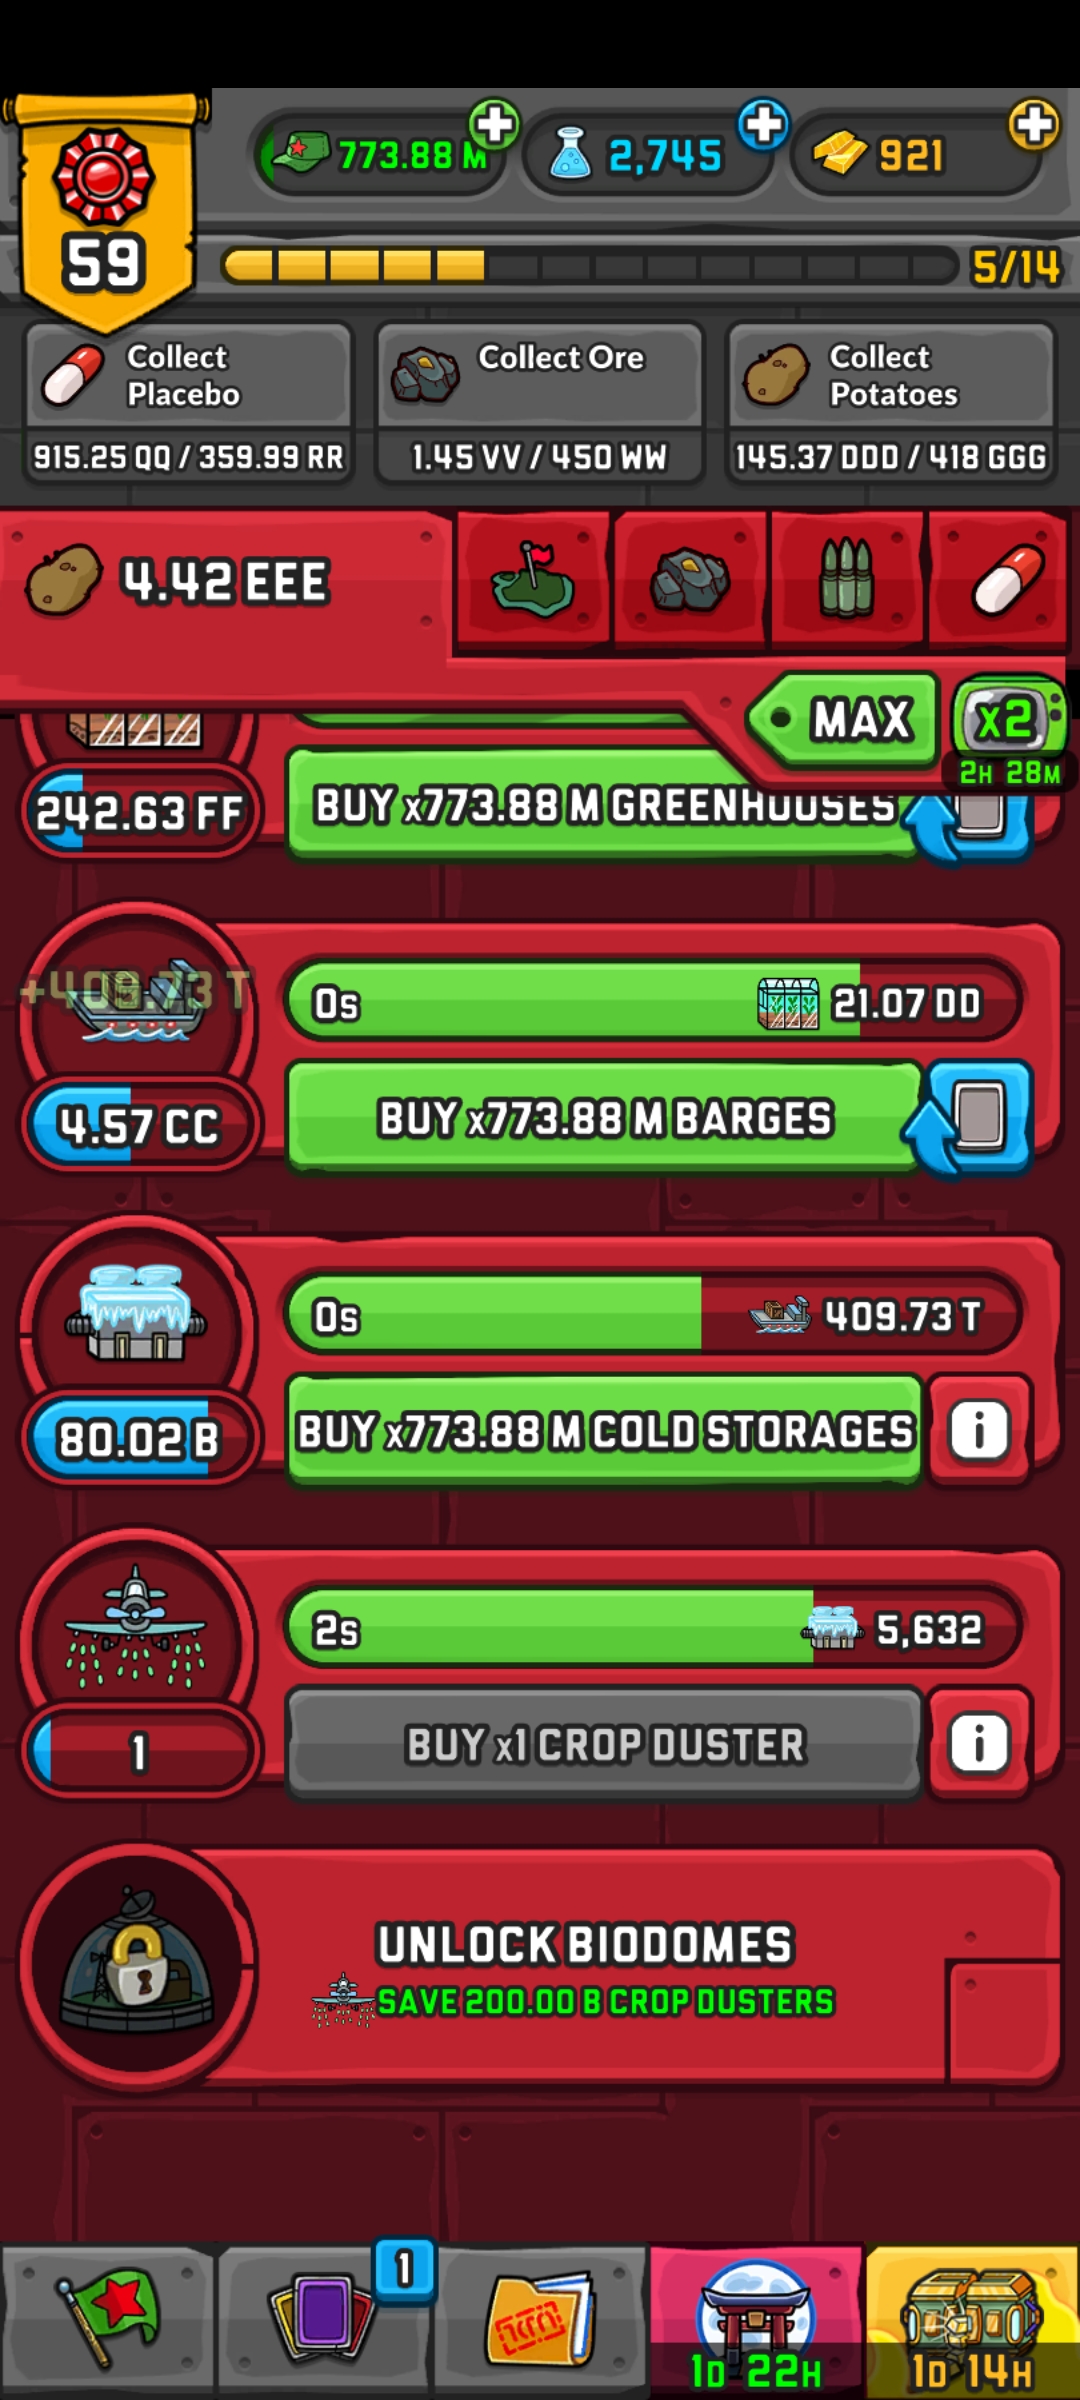 59
773.88 M
2,745
921
5/14
Collect
Placebo
915.25 QQ / 359.99 RR
Collect Ore
1.45 VV / 450 WW
Collect
Potatoes
145.37 DDD / 418 GGG
4.42 EEE
MAX
x2
2H 28M
242.63 FF
BUY x773.88 M GREENHOUSES
+409.73 T
0s
21.07 DD
4.57 CC
BUY x773.88 M BARGES
0s
409.73 T
80.02 B
BUY x773.88 M COLD STORAGES
i
2s
5,632
1
BUY x1 CROP DUSTER
i
UNLOCK BIODOMES
SAVE 200.00 B CROP DUSTERS
1
1D 22H
1D 14H